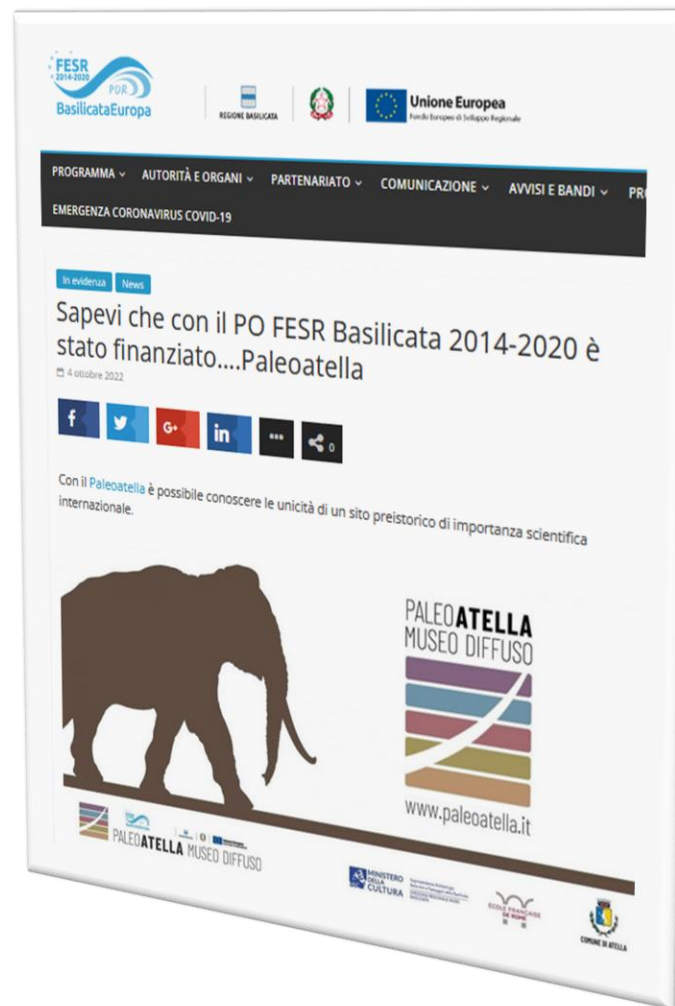 FESR
2014-2020
POR
BasilicataEuropa
REGIONE BASILICATA
Unione Europea
Fondo Europeo di Sviluppo Regionale
PROGRAMMA
AUTORITÀ E ORGANI
PARTENARIATO
COMUNICAZIONE
AVVISI E BANDI
EMERGENZA CORONAVIRUS COVID-19
In evidenza
News
Sapevi che con il PO FESR Basilicata 2014-2020 è
stato finanziato....Paleoatella
4 ottobre 2022
f
G+
in
0
Con il Paleoatella è possibile conoscere le unicità di un sito preistorico di importanza scientifica
internazionale.
PALEOATELLA
MUSEO DIFFUSO
www.paleoatella.it
PALEOATELLA MUSEO DIFFUSO
MINISTERO
DELLA
CULTURA
ECOLE FRANÇAISE
DE ROME
COMUNE DI ATELLA